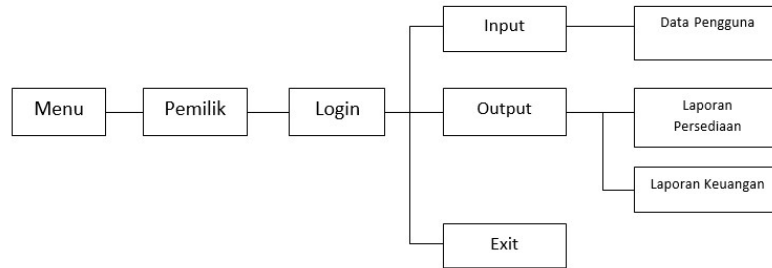 Menu
Pemilik
Login
Input
Data Pengguna
Output
Laporan
Persediaan
Laporan Keuangan
Exit